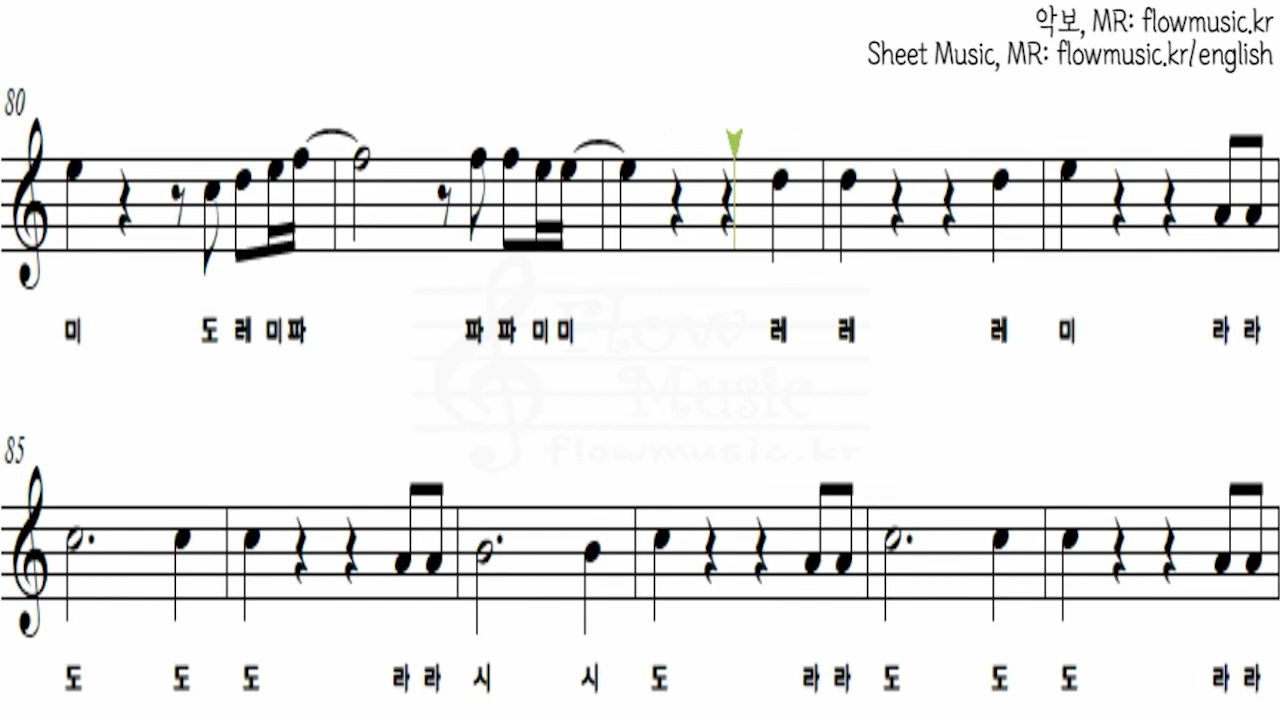 악보, MR: flowmusic.kr
Sheet Music, MR: flowmusic.kr/english
80
미 도 레 미 파 파 파 미 미 레 레 레 미 라 라
Flow
Music
flowmusic.kr
85
도 도 도 라 라 시 시 도 라 라 도 도 도 라 라